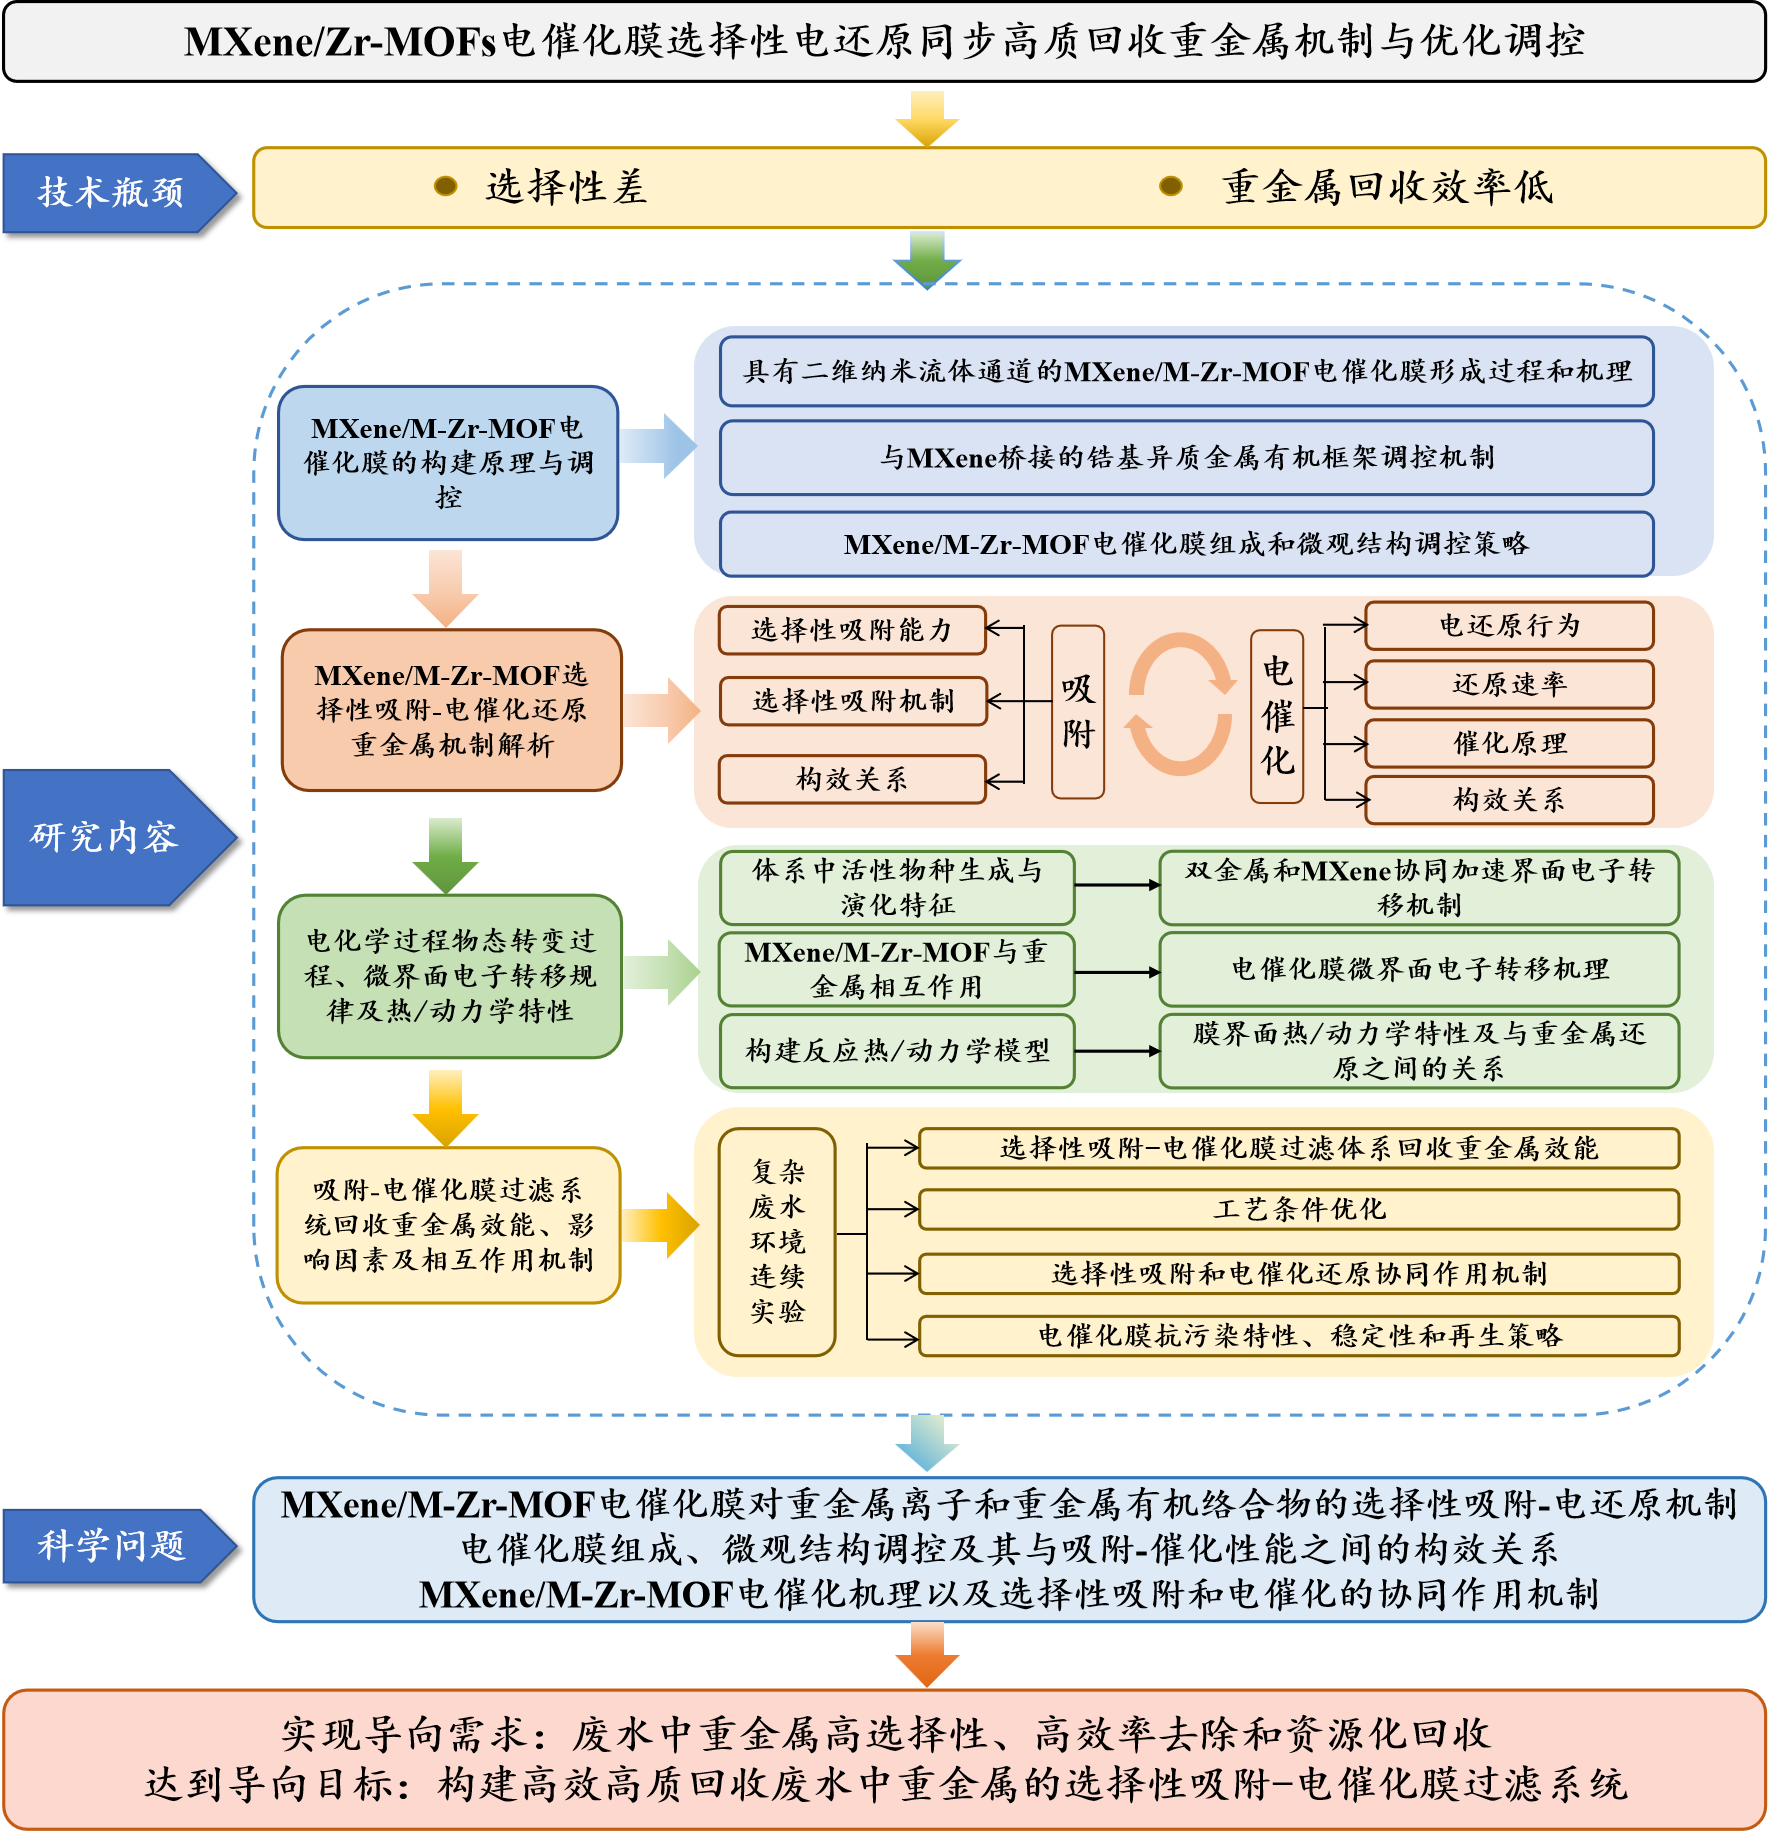 MXene/Zr-MOFs电催化膜选择性电还原同步高质回收重金属机制与优化调控
技术瓶颈
选择性差
重金属回收效率低
研究内容
MXene/M-Zr-MOF电
催化膜的构建原理与调
控
具有二维纳米流体通道的MXene/M-Zr-MOF电催化膜形成过程和机理
与MXene桥接的锆基异质金属有机框架调控机制
MXene/M-Zr-MOF电催化膜组成和微观结构调控策略
MXene/M-Zr-MOF选
择性吸附-电催化还原
重金属机制解析
选择性吸附能力
选择性吸附机制
构效关系
吸
附
电
催
化
电还原行为
还原速率
催化原理
构效关系
电化学过程物态转变过
程、微界面电子转移规
律及热/动力学特性
体系中活性物种生成与
演化特征
双金属和MXene协同加速界面电子转
移机制
MXene/M-Zr-MOF与重
金属相互作用
电催化膜微界面电子转移机理
构建反应热/动力学模型
膜界面热/动力学特性及与重金属还
原之间的关系
吸附-电催化膜过滤系
统回收重金属效能、影
响因素及相互作用机制
复杂
废水
环境
连续
实验
选择性吸附-电催化膜过滤体系回收重金属效能
工艺条件优化
选择性吸附和电催化还原协同作用机制
电催化膜抗污染特性、稳定性和再生策略
科学问题
MXene/M-Zr-MOF电催化膜对重金属离子和重金属有机络合物的选择性吸附-电还原机制
电催化膜组成、微观结构调控及其与吸附-催化性能之间的构效关系
MXene/M-Zr-MOF电催化机理以及选择性吸附和电催化的协同作用机制
实现导向需求：废水中重金属高选择性、高效率去除和资源化回收
达到导向目标：构建高效高质回收废水中重金属的选择性吸附-电催化膜过滤系统